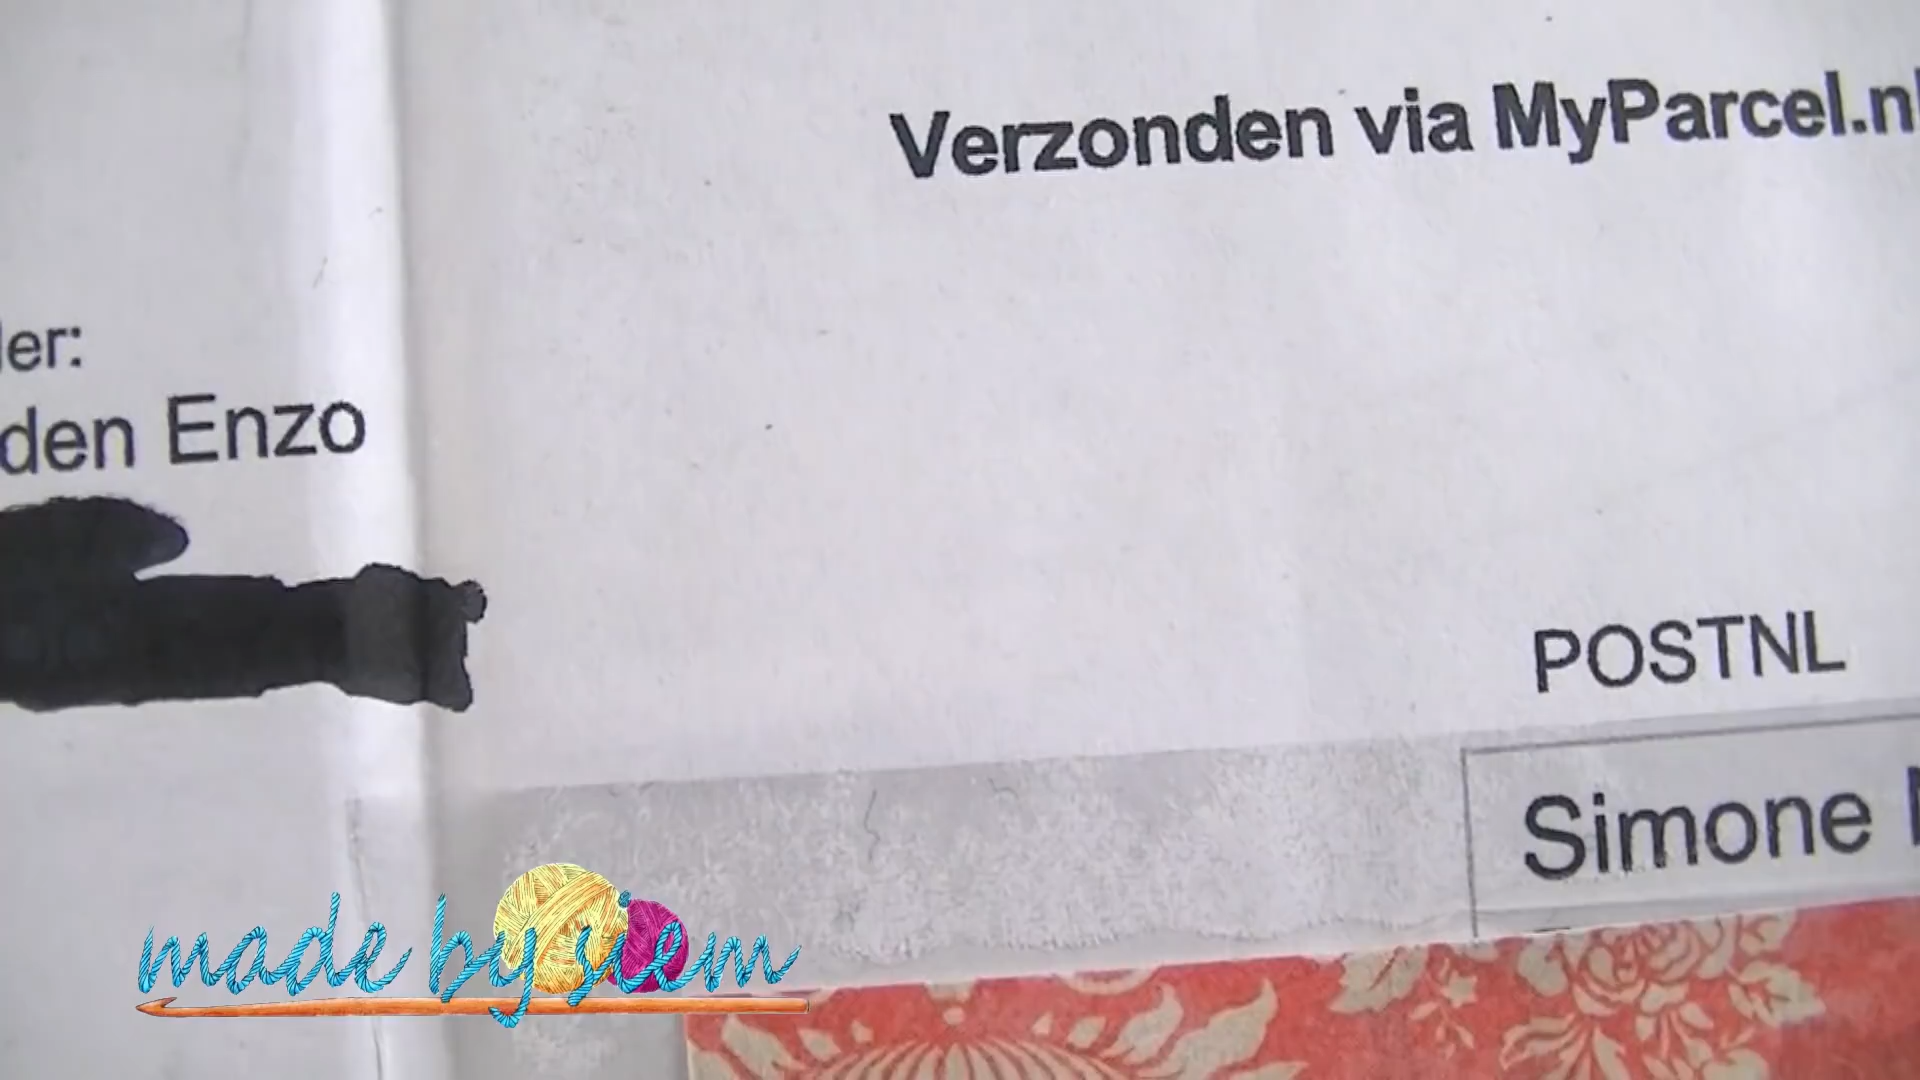 Verzonden via MyParcel.nl
der:
den Enzo
POSTNL
Simone
made by siem